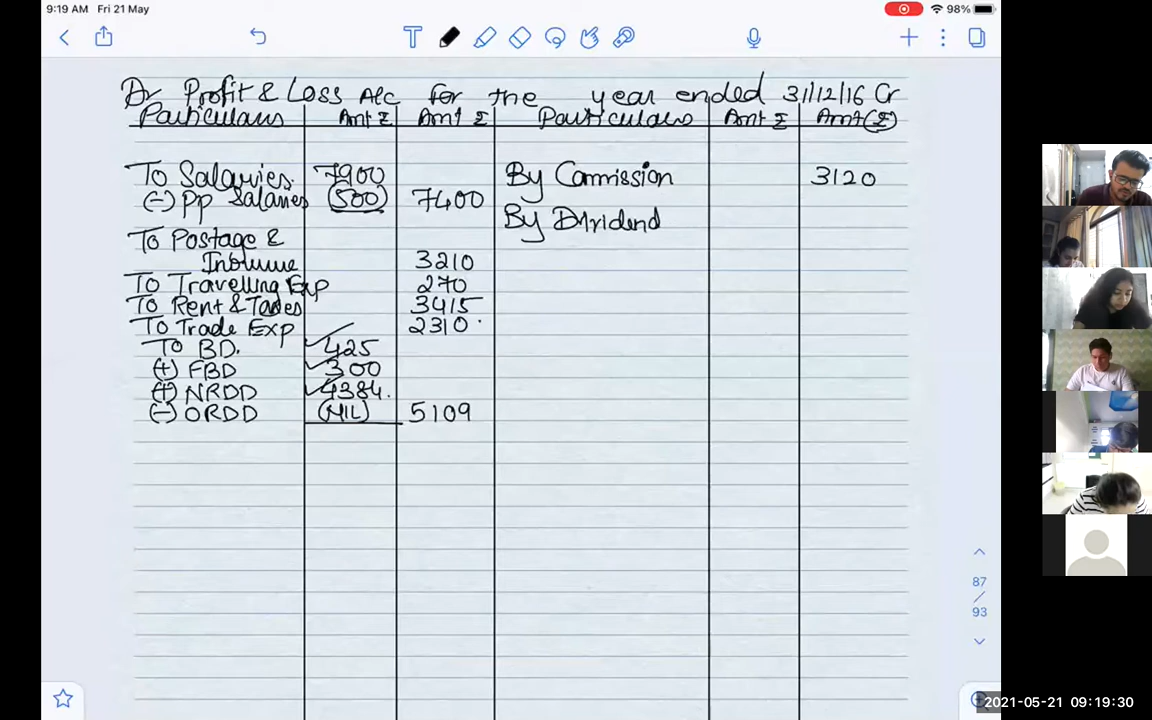 9:19 AM Fri 21 May 98%
T
Dr Profit & Loss A/c for the year ended 31/12/16 Cr
Particulars Amt ₹ Amt ₹ Particulars Amt ₹ Amt (₹)
To Salaries 7900 By Commission 3120
(-) Pp Salaries (500) 7400
By Dividend
To Postage &
3210
To Travelling Exp 270
To Rent & Taxes 3415
To Trade Exp 2310
To BD. 425
(+) FBD 300
(+) NRDD 4384.
(-) ORDD (NIL) 5109
87
/
93
2021-05-21 09:19:30